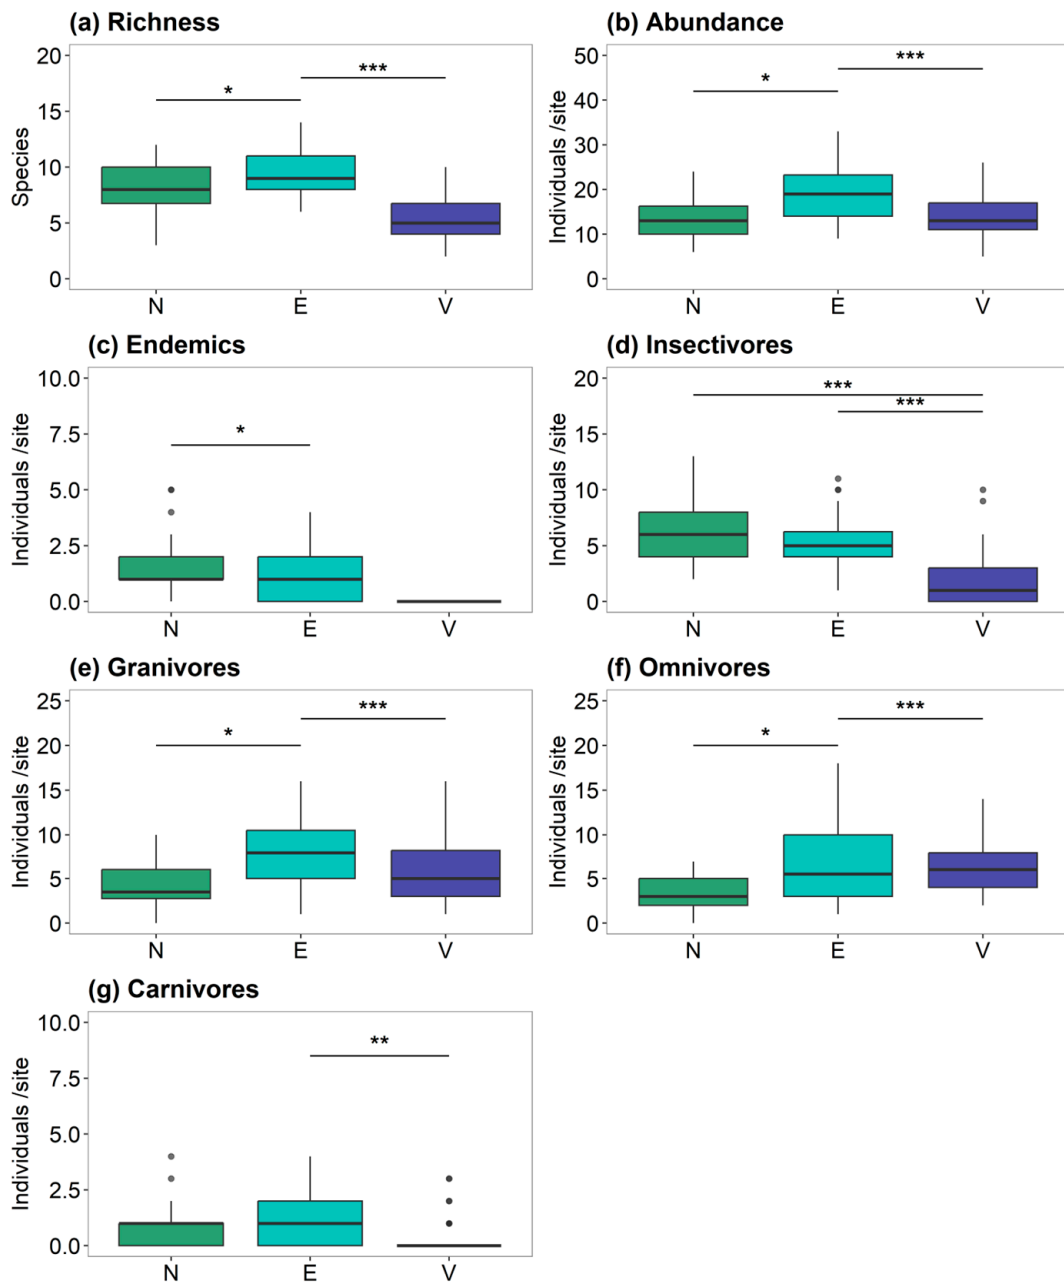 (a) Richness
Species
20
15
10
5
0
*
***
N E V
(b) Abundance
Individuals /site
50
40
30
20
10
0
*
***
N E V
(c) Endemics
Individuals /site
10.0
7.5
5.0
2.5
0.0
*
N E V
(d) Insectivores
Individuals /site
20
15
10
5
0
***
***
N E V
(e) Granivores
Individuals /site
25
20
15
10
5
0
*
***
N E V
(f) Omnivores
Individuals /site
25
20
15
10
5
0
*
***
N E V
(g) Carnivores
Individuals /site
10.0
7.5
5.0
2.5
0.0
**
N E V